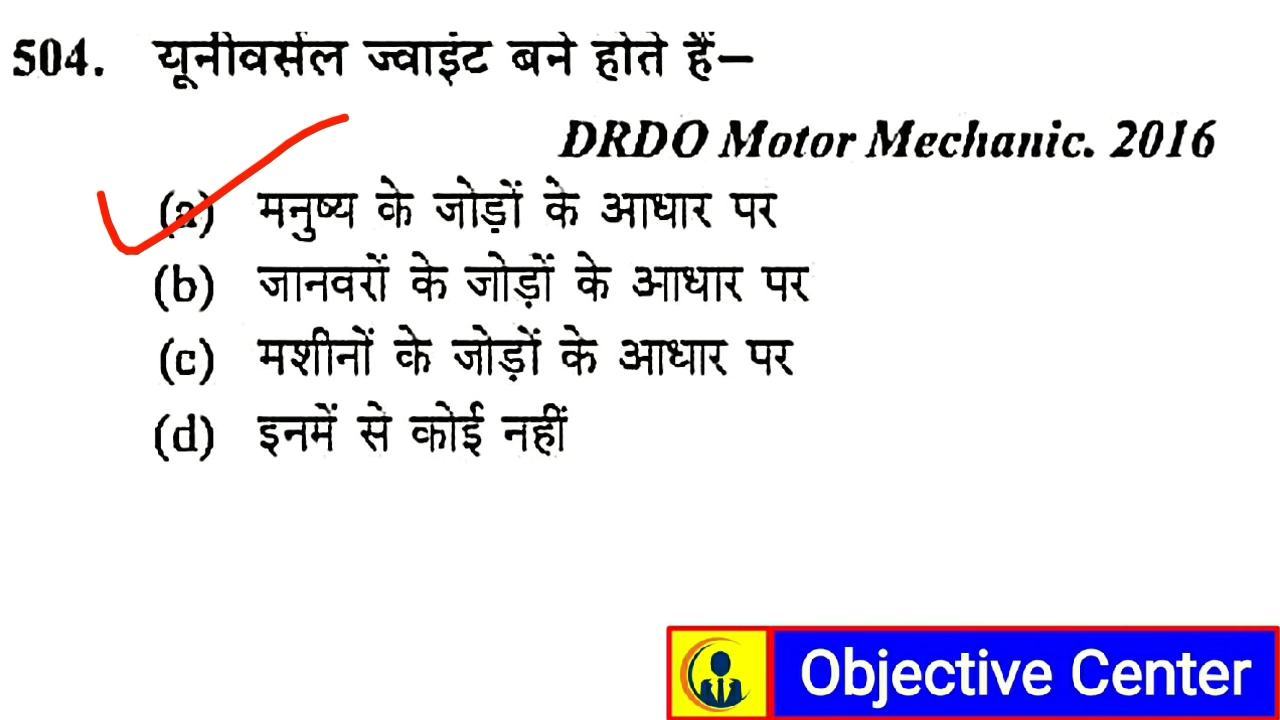 504. यूनीवर्सल ज्वाइंट बने होते हैं–
DRDO Motor Mechanic. 2016
(a) मनुष्य के जोड़ों के आधार पर
(b) जानवरों के जोड़ों के आधार पर
(c) मशीनों के जोड़ों के आधार पर
(d) इनमें से कोई नहीं
Objective Center